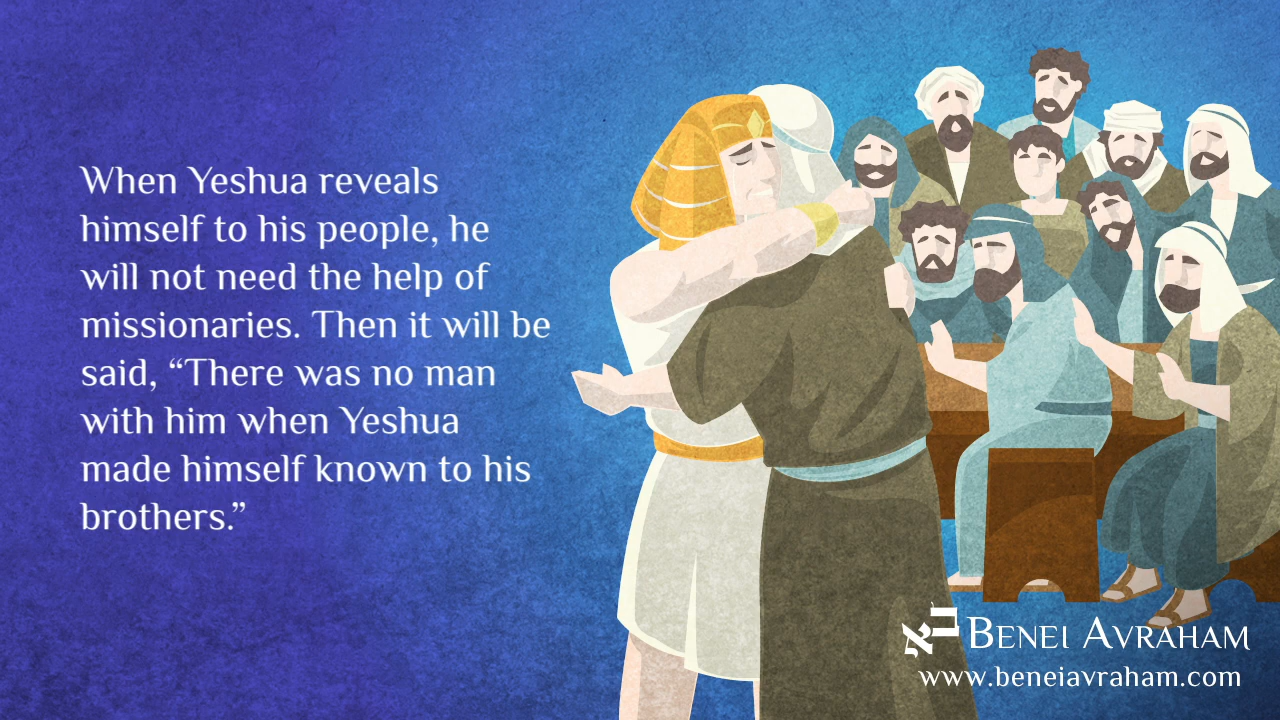 When Yeshua reveals
himself to his people, he
will not need the help of
missionaries. Then it will be
said, “There was no man
with him when Yeshua
made himself known to his
brothers.”
בא Benei Avraham
www.beneiavraham.com